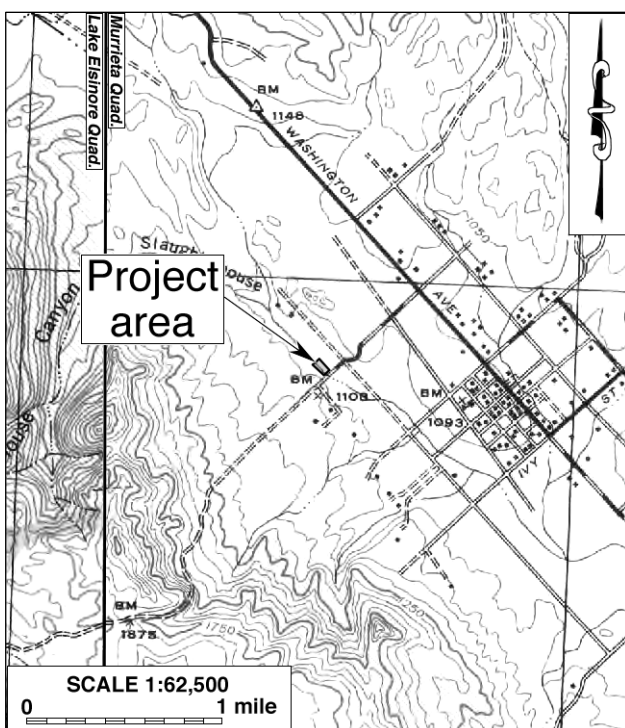 Lake Elsinore Quad.
Murrieta Quad.
BM
1148
WASHINGTON
AVE
1050
Project
area
Canyon
BM
1108
BM
1093
IVY
ST
1250
1750
BM
1875
SCALE 1:62,500
0 1 mile